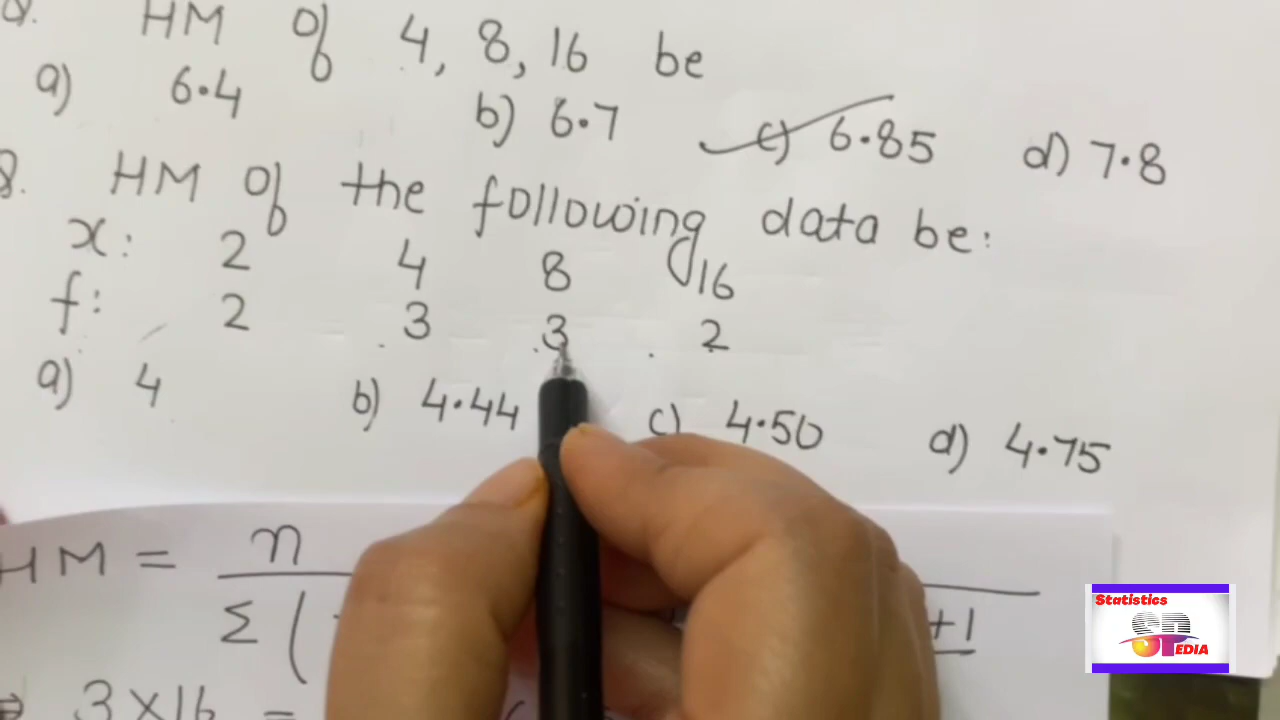 Q. HM of 4, 8, 16 be
a) 6.4 b) 6.7 c) 6.85 d) 7.8
Q. HM of the following data be:
x: 2 4 8 16
f: 2 3 3 2
a) 4 b) 4.44 c) 4.50 d) 4.75
HM = n
Σ ( +1
⇒ 3×16 =
Statistics
PEDIA